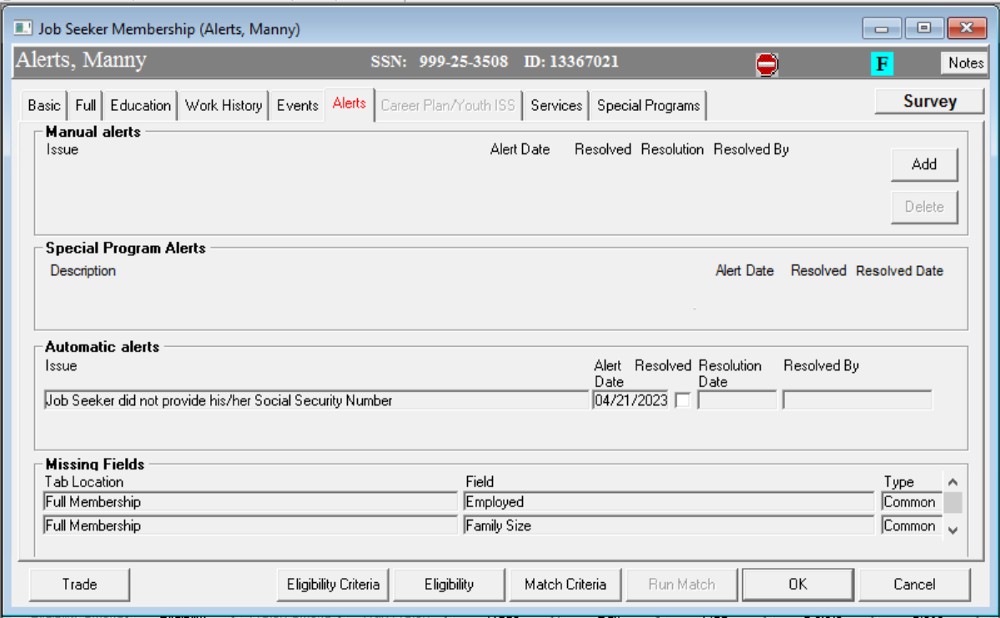 Job Seeker Membership (Alerts, Manny)
Alerts, Manny SSN: 999-25-3508 ID: 13367021 F Notes
Basic Full Education Work History Events Alerts Career Plan/Youth ISS Services Special Programs Survey
Manual alerts
Issue Alert Date Resolved Resolution Resolved By
Add
Delete
Special Program Alerts
Description Alert Date Resolved Resolved Date
Automatic alerts
Issue Alert Date Resolved Resolution Date Resolved By
Job Seeker did not provide his/her Social Security Number 04/21/2023
Missing Fields
Tab Location Field Type
Full Membership Employed Common
Full Membership Family Size Common
Trade Eligibility Criteria Eligibility Match Criteria Run Match OK Cancel